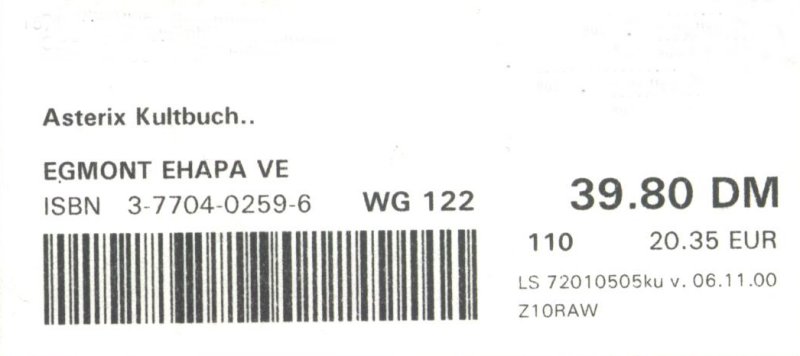 Asterix Kultbuch..
EGMONT EHAPA VE
ISBN 3-7704-0259-6 WG 122
39.80 DM
110 20.35 EUR
LS 72010505ku v. 06.11.00
Z10RAW